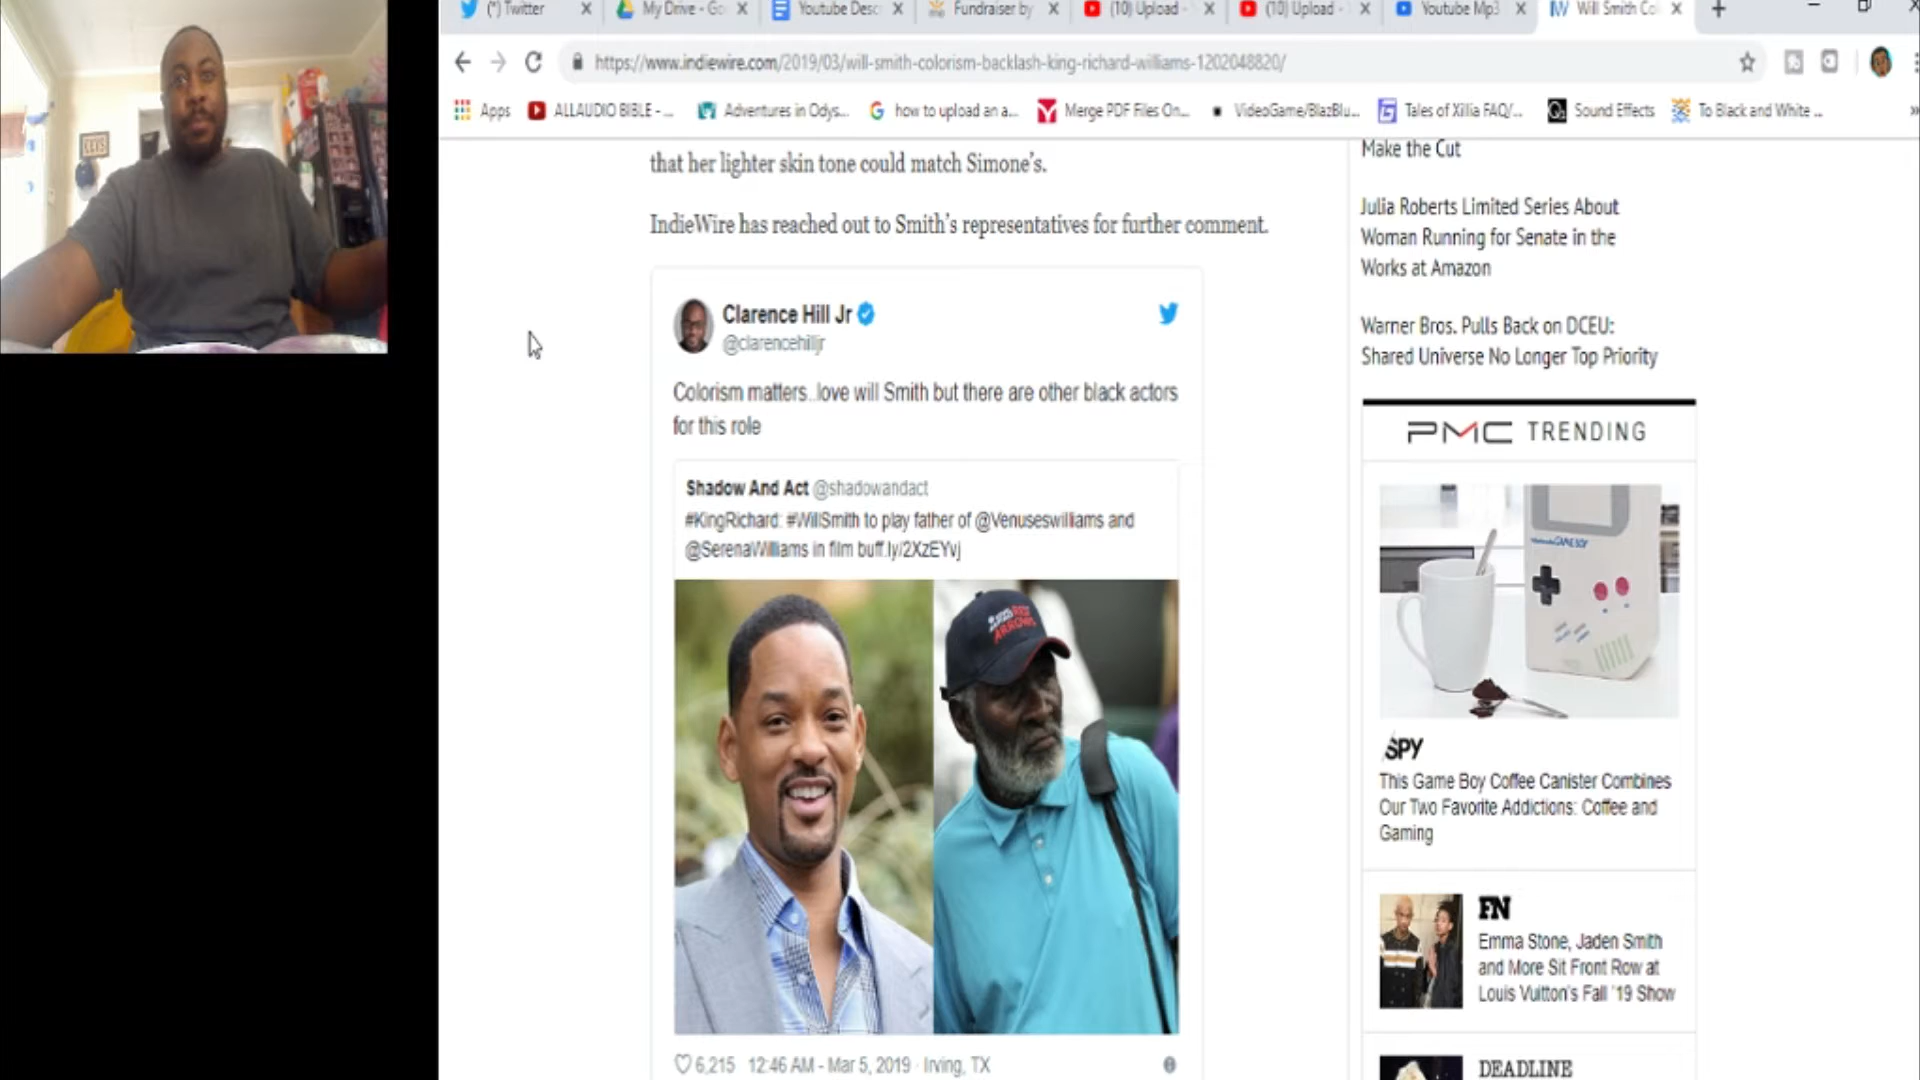 (*) Twitter
My Drive - Go
Youtube Desc
Fundraiser by
(10) Upload -
(10) Upload -
Youtube Mp3
Will Smith Co
https://www.indiewire.com/2019/03/will-smith-colorism-backlash-king-richard-williams-1202048820/
Apps
ALLAUDIO BIBLE - ...
Adventures in Odys...
how to upload an a...
Merge PDF Files On...
VideoGame/BlazBlu...
Tales of Xillia FAQ/...
Sound Effects
To Black and White ...
that her lighter skin tone could match Simone's.
IndieWire has reached out to Smith's representatives for further comment.
Clarence Hill Jr
@clarencehilljr
Colorism matters..love will Smith but there are other black actors
for this role
Shadow And Act @shadowandact
#KingRichard: #WillSmith to play father of @Venuseswilliams and
@SerenaWilliams in film buff.ly/2XzEYvj
RED
ARROWS
6,215 12:46 AM - Mar 5, 2019 · Irving, TX
Make the Cut
Julia Roberts Limited Series About
Woman Running for Senate in the
Works at Amazon
Warner Bros. Pulls Back on DCEU:
Shared Universe No Longer Top Priority
PMC TRENDING
GAME BOY
SPY
This Game Boy Coffee Canister Combines
Our Two Favorite Addictions: Coffee and
Gaming
FN
Emma Stone, Jaden Smith
and More Sit Front Row at
Louis Vuitton's Fall '19 Show
DEADLINE